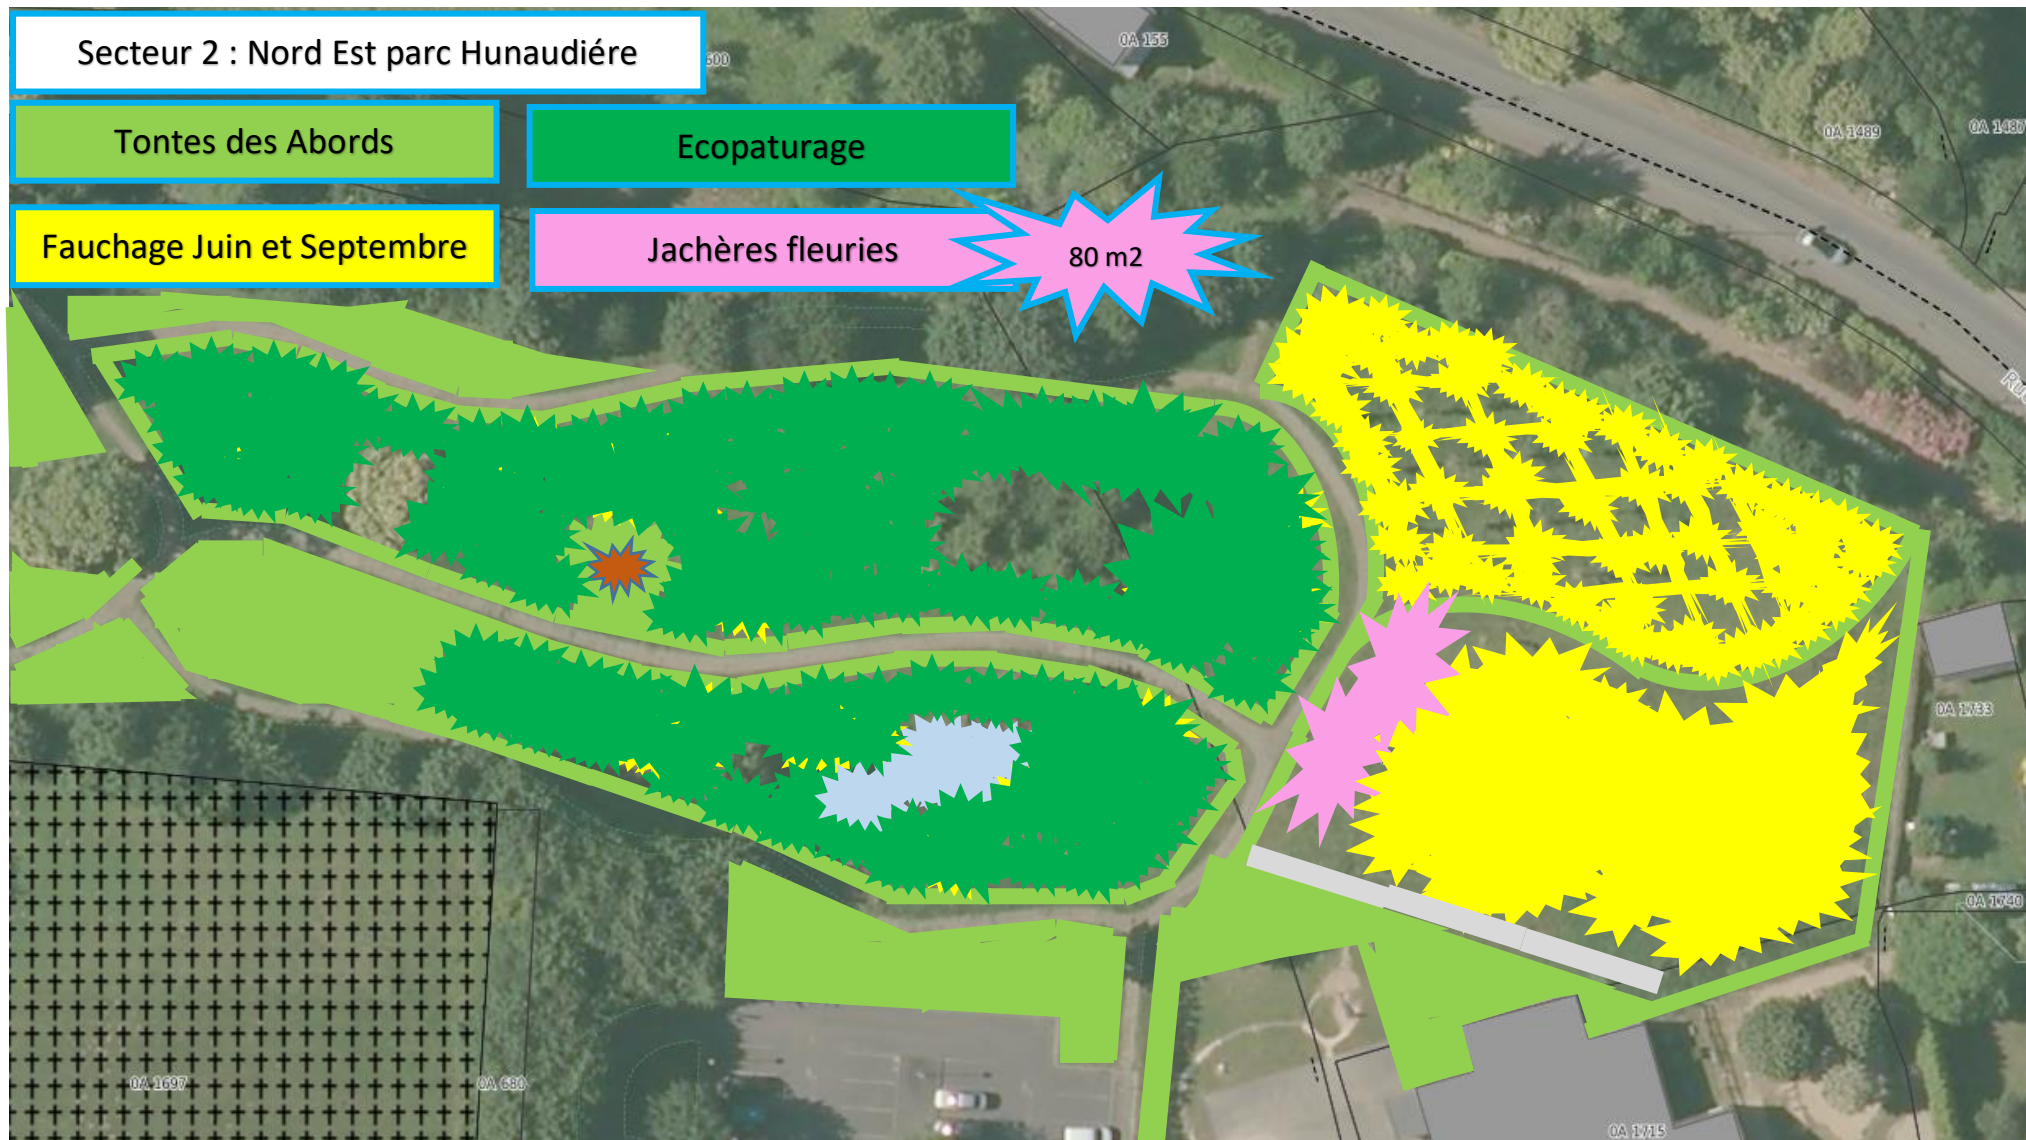 Secteur 2 : Nord Est parc Hunaudiére
600
0A 155
Tontes des Abords
Ecopaturage
0A 1489
0A 1487
Fauchage Juin et Septembre
Jachères fleuries
80 m2
0A 1733
0A 1740
0A 1697
0A 680
0A 1715